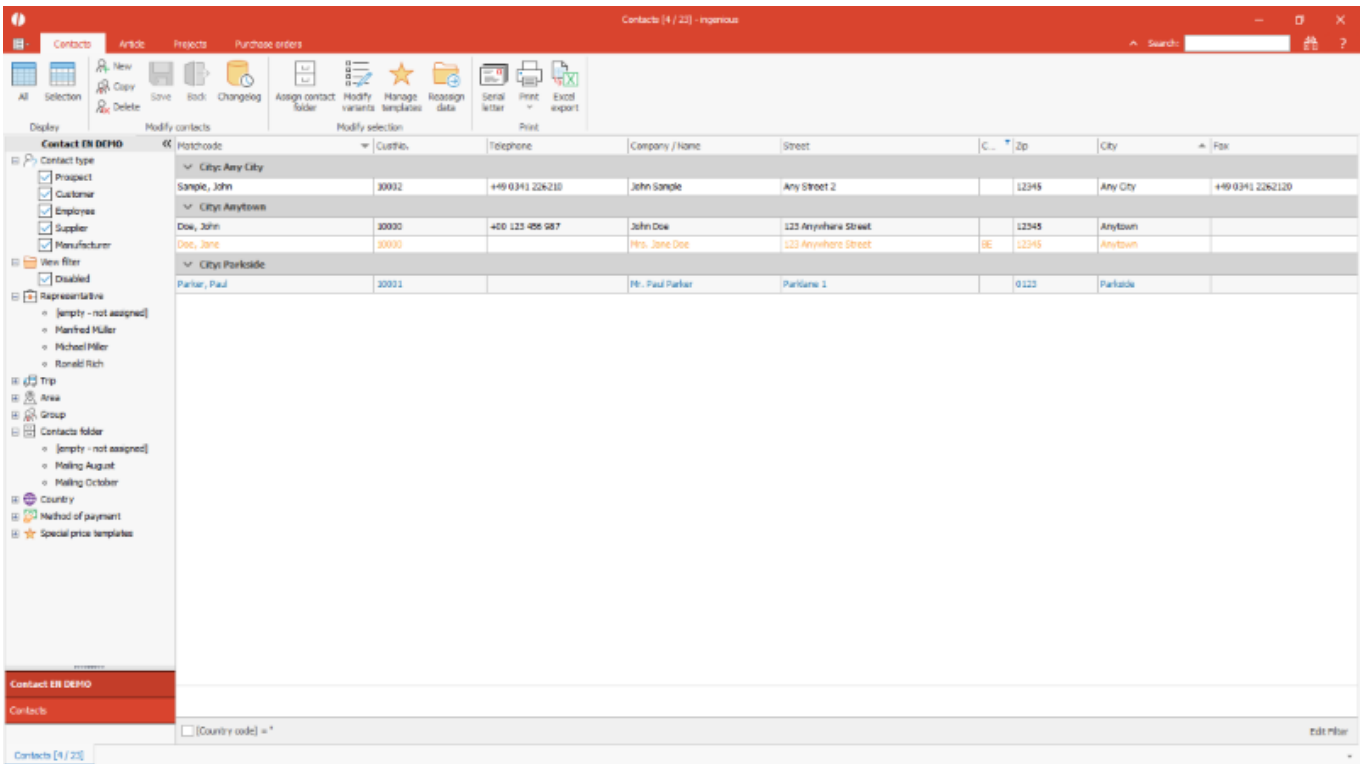 Contacts [4 / 23] - ingenious
Contacts Article Projects Purchase orders Search: ?
All Selection New Copy Delete Save Back Changelog Assign contact folder Modify variants Manage templates Reassign data Serial letter Print Excel export
Display Modify contacts Modify selection Print
Contact EN DEMO
Contact type
Prospect
Customer
Employee
Supplier
Manufacturer
View filter
Disabled
Representative
[empty - not assigned]
Manfred Müller
Michael Miller
Ronald Rich
Trip
Area
Group
Contacts folder
[empty - not assigned]
Mailing August
Mailing October
Country
Method of payment
Special price templates
Contact EN DEMO
Contacts
Matchcode CustNo. Telephone Company / Name Street C... Zip City Fax
City: Any City
Sample, John 10002 +49 0341 226210 John Sample Any Street 2 12345 Any City +49 0341 2262120
City: Anytown
Doe, John 10000 +00 123 456 987 John Doe 123 Anywhere Street 12345 Anytown
Doe, Jane 10000 Mrs. Jane Doe 123 Anywhere Street BE 12345 Anytown
City: Parkside
Parker, Paul 10001 Mr. Paul Parker Parklane 1 0123 Parkside
[Country code] = " Edit Filter
Contacts [4 / 23]